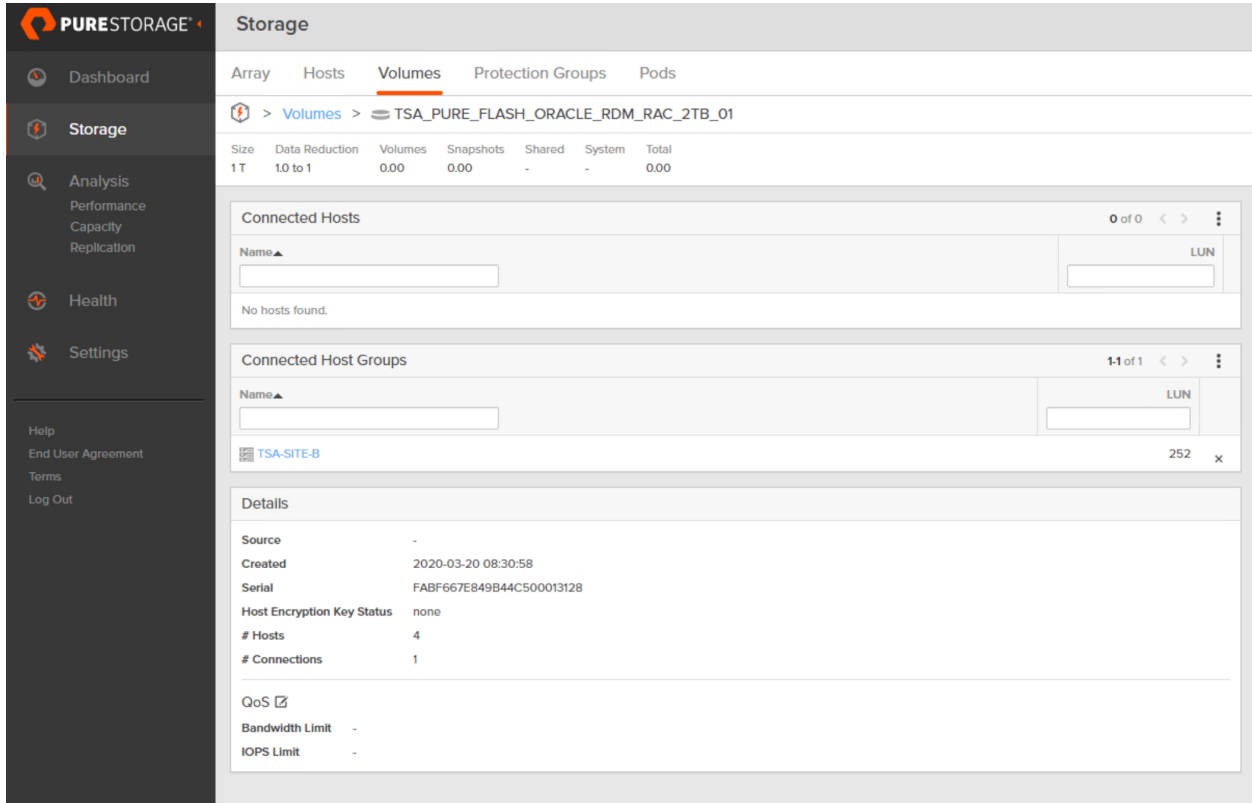 PURESTORAGE®
Storage
Dashboard
Storage
Analysis
Performance
Capacity
Replication
Health
Settings
Help
End User Agreement
Terms
Log Out
Array Hosts Volumes Protection Groups Pods
> Volumes > TSA_PURE_FLASH_ORACLE_RDM_RAC_2TB_01
Size Data Reduction Volumes Snapshots Shared System Total
1 T 1.0 to 1 0.00 0.00 - - 0.00
Connected Hosts 0 of 0 < >
Name▲ LUN
No hosts found.
Connected Host Groups 1-1 of 1 < >
Name▲ LUN
TSA-SITE-B 252 ×
Details
Source -
Created 2020-03-20 08:30:58
Serial FABF667E849B44C500013128
Host Encryption Key Status none
# Hosts 4
# Connections 1
QoS
Bandwidth Limit -
IOPS Limit -